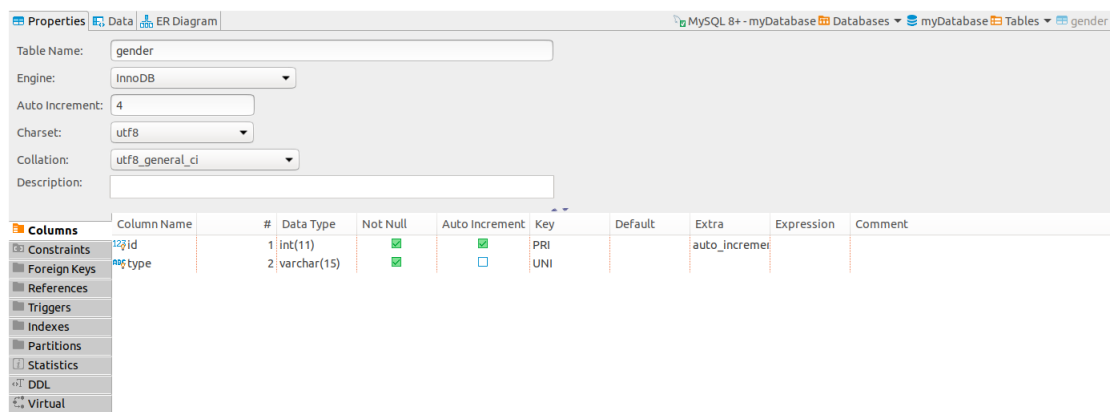 Properties Data ER Diagram MySQL 8+ - myDatabase Databases myDatabase Tables gender
Table Name: gender
Engine: InnoDB
Auto Increment: 4
Charset: utf8
Collation: utf8_general_ci
Description:
Columns
Constraints
Foreign Keys
References
Triggers
Indexes
Partitions
Statistics
DDL
Virtual
Column Name # Data Type Not Null Auto Increment Key Default Extra Expression Comment
123 id 1 int(11) PRI auto_incremen
ABC type 2 varchar(15) UNI